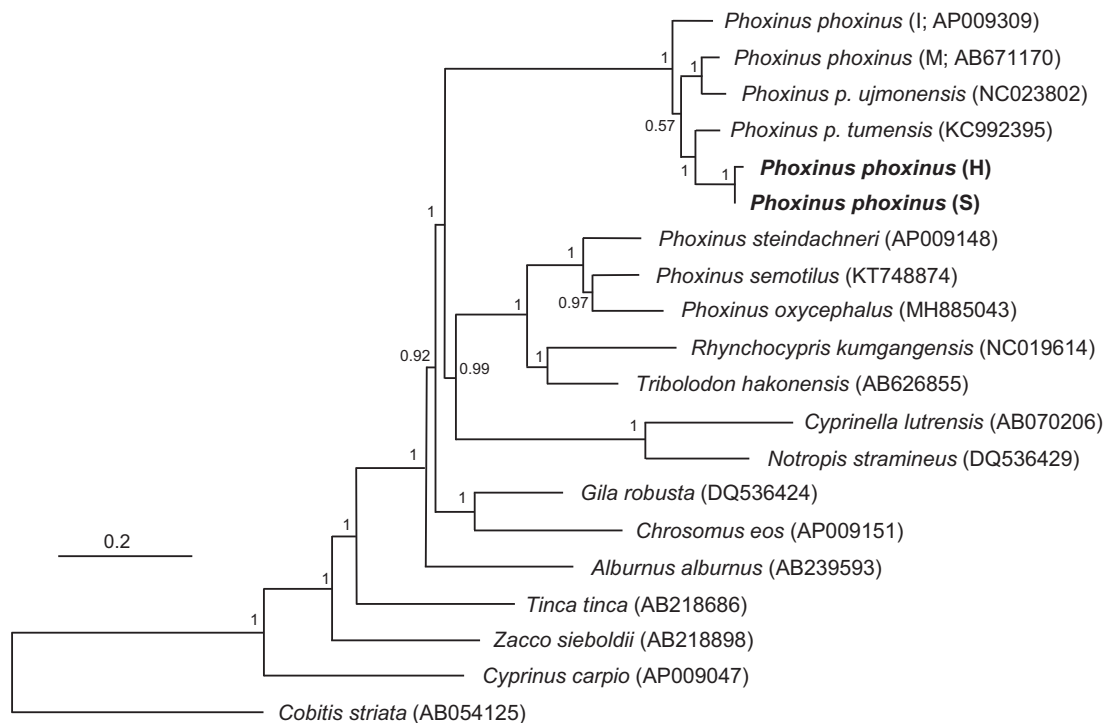 Phoxinus phoxinus (I; AP009309)
1
Phoxinus phoxinus (M; AB671170)
1
Phoxinus p. ujmonensis (NC023802)
0.57
Phoxinus p. tumensis (KC992395)
1
1
Phoxinus phoxinus (H)
Phoxinus phoxinus (S)
1
Phoxinus steindachneri (AP009148)
1
Phoxinus semotilus (KT748874)
0.97
Phoxinus oxycephalus (MH885043)
1
Rhynchocypris kumgangensis (NC019614)
0.92
0.99
1
Tribolodon hakonensis (AB626855)
Cyprinella lutrensis (AB070206)
1
Notropis stramineus (DQ536429)
1
Gila robusta (DQ536424)
1
Chrosomus eos (AP009151)
1
0.2
Alburnus alburnus (AB239593)
1
Tinca tinca (AB218686)
1
Zacco sieboldii (AB218898)
Cyprinus carpio (AP009047)
Cobitis striata (AB054125)